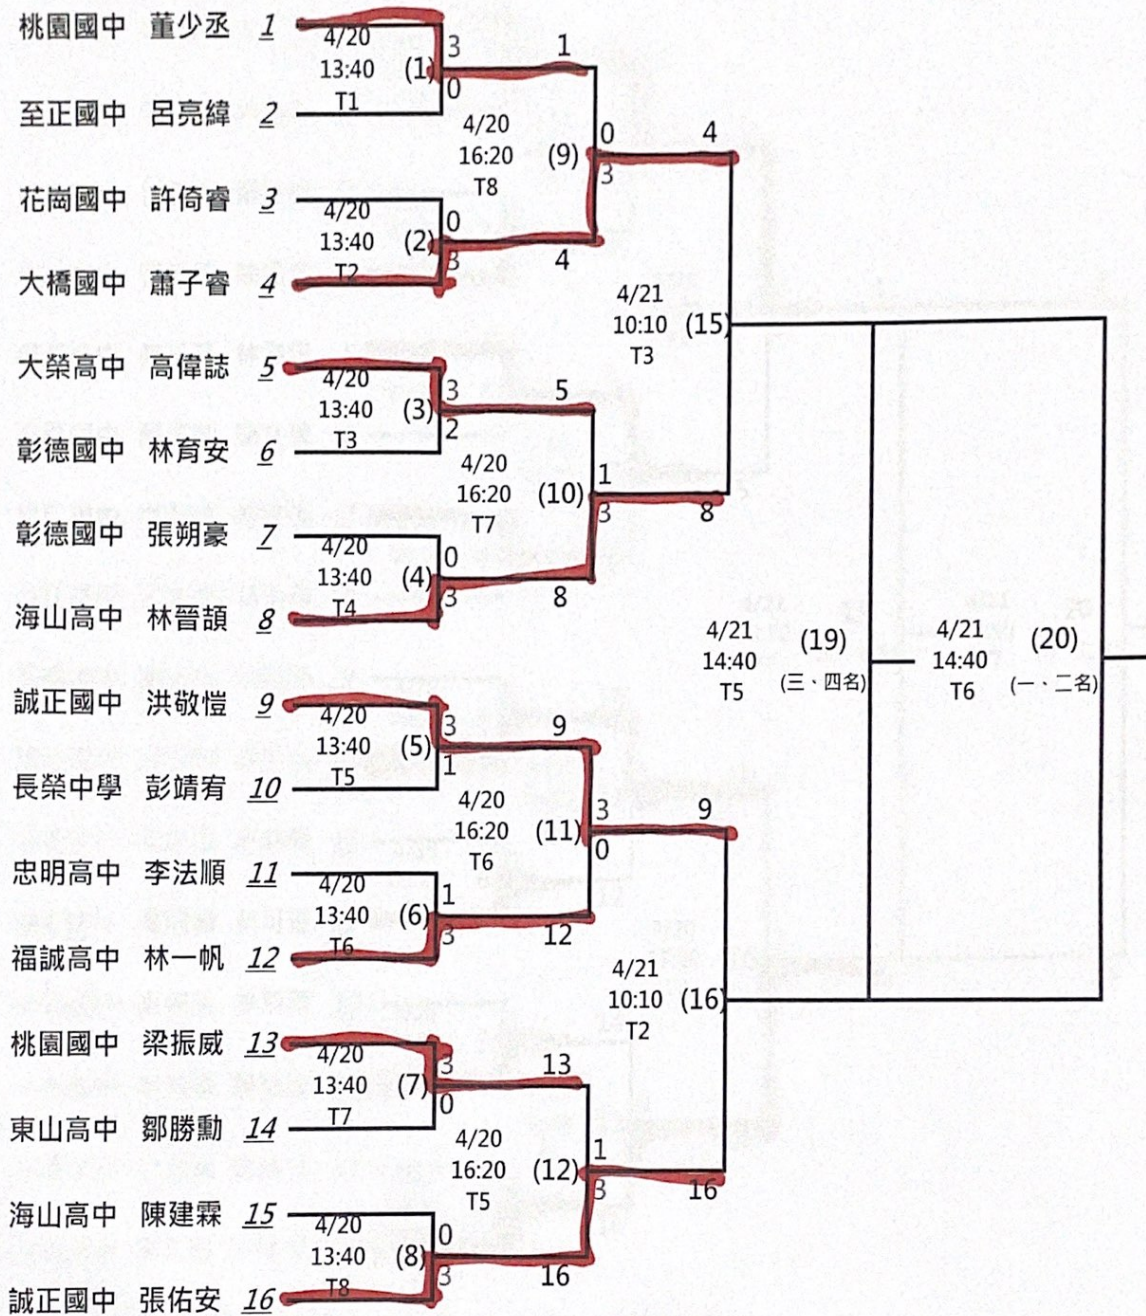 桃園國中 董少丞 1
4/20
13:40 (1)
T1
3
0
1
至正國中 呂亮緯 2
4/20
16:20 (9)
T8
0
3
4
花崗國中 許倚睿 3
4/20
13:40 (2)
T2
0
3
4
大橋國中 蕭子睿 4
4/21
10:10 (15)
T3
大榮高中 高偉誌 5
4/20
13:40 (3)
T3
3
2
5
彰德國中 林育安 6
4/20
16:20 (10)
T7
1
3
8
彰德國中 張朔豪 7
4/20
13:40 (4)
T4
0
3
8
海山高中 林晉頡 8
4/21
14:40
T5
(19)
(三、四名)
4/21
14:40
T6
(20)
(一、二名)
誠正國中 洪敬愷 9
4/20
13:40 (5)
T5
3
1
9
長榮中學 彭靖宥 10
4/20
16:20 (11)
T6
3
0
9
忠明高中 李法順 11
4/20
13:40 (6)
T6
1
3
12
福誠高中 林一帆 12
4/21
10:10 (16)
T2
桃園國中 梁振威 13
4/20
13:40 (7)
T7
3
0
13
東山高中 鄒勝勳 14
4/20
16:20 (12)
T5
1
3
16
海山高中 陳建霖 15
4/20
13:40 (8)
T8
0
3
16
誠正國中 張佑安 16